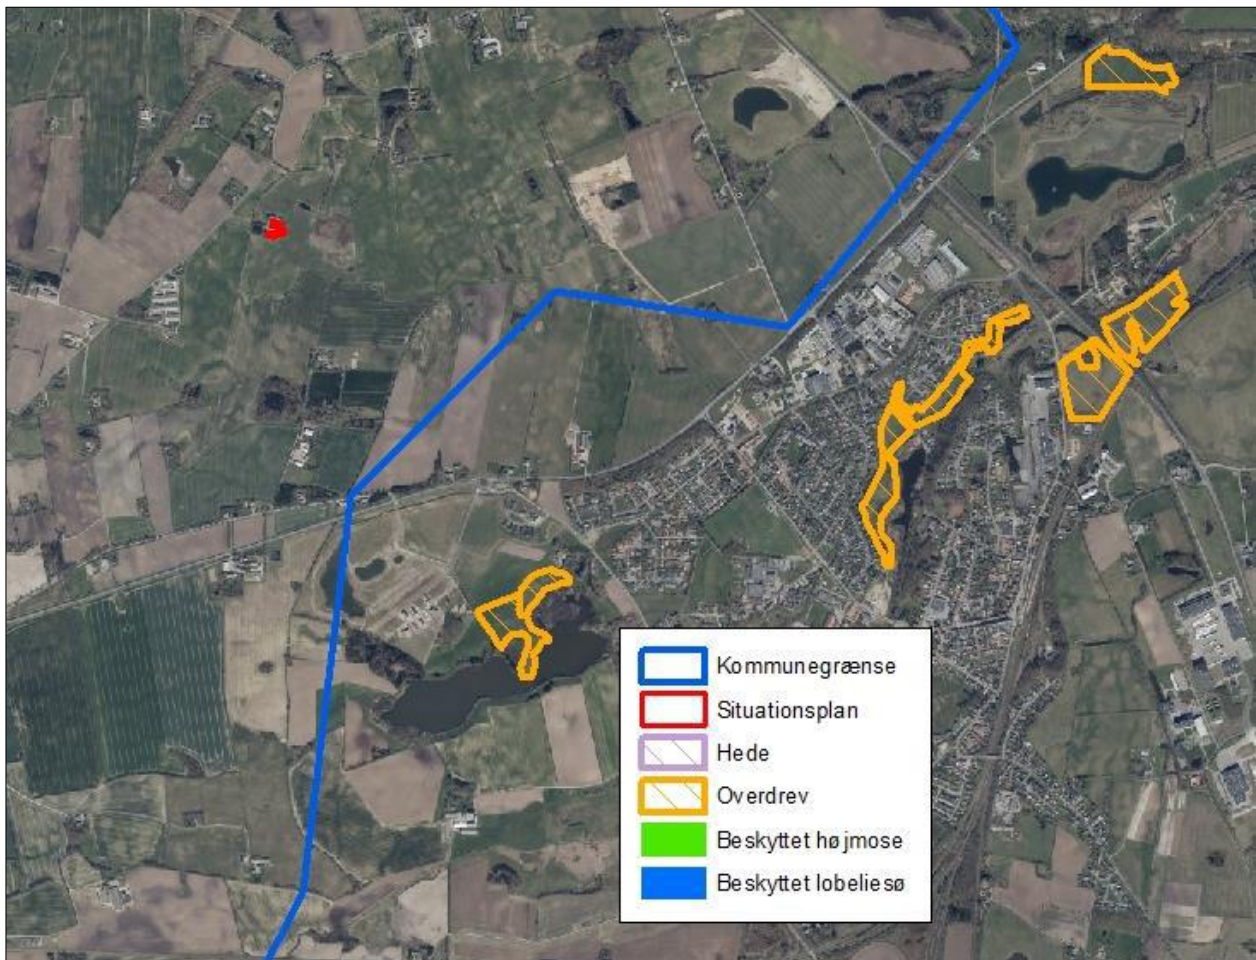 Kommunegrænse
Situationsplan
Hede
Overdrev
Beskyttet højmose
Beskyttet lobeliesø